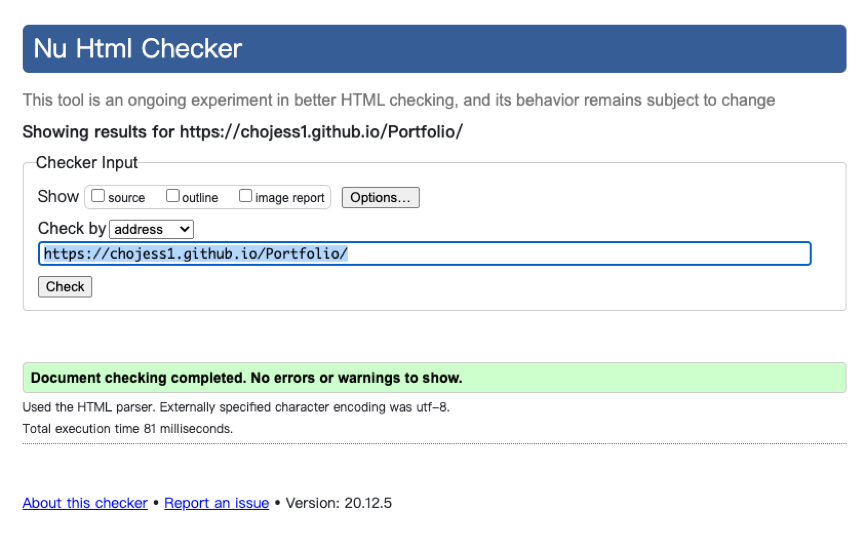 Nu Html Checker
This tool is an ongoing experiment in better HTML checking, and its behavior remains subject to change
Showing results for https://chojess1.github.io/Portfolio/
Checker Input
Show source outline image report Options...
Check by address
https://chojess1.github.io/Portfolio/
Check
Document checking completed. No errors or warnings to show.
Used the HTML parser. Externally specified character encoding was utf-8.
Total execution time 81 milliseconds.
About this checker • Report an issue • Version: 20.12.5